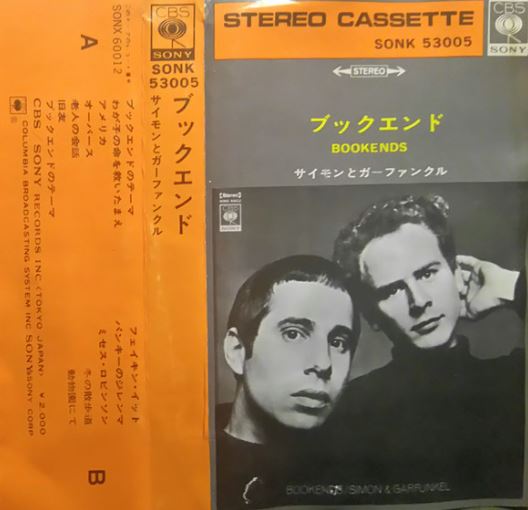 STEREO CASSETTE
SONK 53005
CBS
SONY
STEREO
ブックエンド
BOOKENDS
サイモンとガーファンクル
CBS
SONY
BOOKENDS/SIMON & GARFUNKEL
CBS
SONY
SONK
53005
ブックエンド
サイモンとガーファンクル
SONX 60012
A
ブックエンドのテーマ
わが子の命を救いたまえ
アメリカ
オーバース
老人の会話
旧友
ブックエンドのテーマ
フェイキン・イット
パンキーのジレンマ
ミセス・ロビンソン
冬の散歩道
動物園にて
B
CBS/SONY RECORDS INC.(TOKYO JAPAN) ¥2,000
COLUMBIA BROADCASTING SYSTEM INC SONY SONY CORP